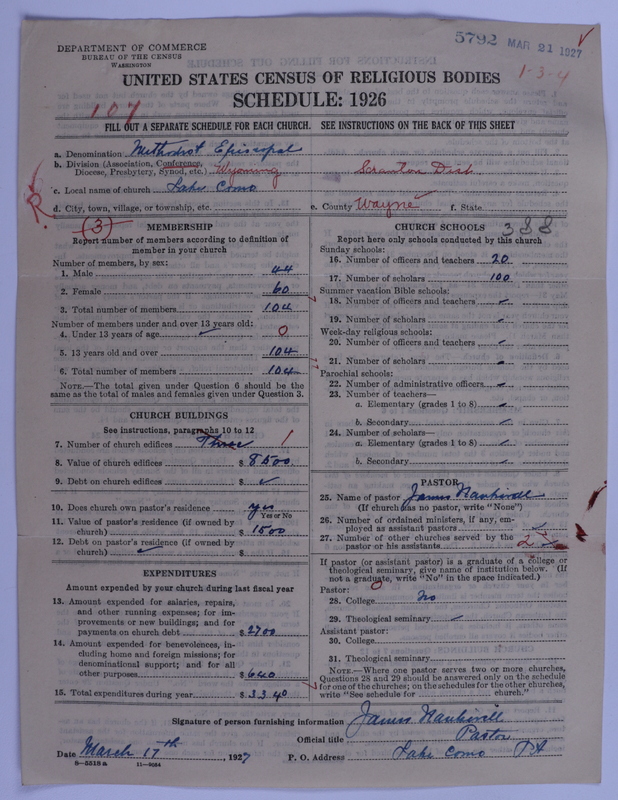 5792 MAR 21 1927
DEPARTMENT OF COMMERCE
BUREAU OF THE CENSUS
WASHINGTON
1-3-4
UNITED STATES CENSUS OF RELIGIOUS BODIES
SCHEDULE: 1926
107
FILL OUT A SEPARATE SCHEDULE FOR EACH CHURCH. SEE INSTRUCTIONS ON THE BACK OF THIS SHEET
a. Denomination Methodist Episcopal
b. Division (Association, Conference,
Diocese, Presbytery, Synod, etc.) Wyoming Scranton Dist.
c. Local name of church Lake Como
d. City, town, village, or township, etc. e. County Wayne f. State
R
(3)
MEMBERSHIP
Report number of members according to definition of
member in your church
Number of members, by sex:
1. Male 44
2. Female 60
3. Total number of members 104
Number of members under and over 13 years old:
4. Under 13 years of age 0
5. 13 years old and over 104
6. Total number of members 104
NOTE.—The total given under Question 6 should be the
same as the total of males and females given under Question 3.
CHURCH BUILDINGS
See instructions, paragraphs 10 to 12
7. Number of church edifices Three 1
8. Value of church edifices $ 8500
9. Debt on church edifices $
10. Does church own pastor's residence yes
Yes or No
11. Value of pastor's residence (if owned by
church) $ 1500
12. Debt on pastor's residence (if owned by
church) $
EXPENDITURES
Amount expended by your church during last fiscal year
13. Amount expended for salaries, repairs,
and other running expenses; for im-
provements or new buildings; and for
payments on church debt $ 2700
14. Amount expended for benevolences, in-
cluding home and foreign missions; for
denominational support; and for all
other purposes $ 640
15. Total expenditures during year $ 3340
CHURCH SCHOOLS 388
Report here only schools conducted by this church
Sunday schools:
16. Number of officers and teachers 20
17. Number of scholars 100
Summer vacation Bible schools:
18. Number of officers and teachers
19. Number of scholars
Week-day religious schools:
20. Number of officers and teachers
21. Number of scholars
Parochial schools:
22. Number of administrative officers
23. Number of teachers—
a. Elementary (grades 1 to 8)
b. Secondary
24. Number of scholars—
a. Elementary (grades 1 to 8)
b. Secondary
PASTOR
25. Name of pastor James Nankivell
(If church has no pastor, write "None")
26. Number of ordained ministers, if any, em-
ployed as assistant pastors
27. Number of other churches served by the
pastor or his assistants 2
If pastor (or assistant pastor) is a graduate of a college or
theological seminary, give name of institution below. (If
not a graduate, write "No" in the space indicated.)
Pastor:
28. College No
29. Theological seminary
Assistant pastor:
30. College
31. Theological seminary
NOTE.—Where one pastor serves two or more churches,
Questions 28 and 29 should be answered only on the schedule
for one of the churches; on the schedules for the other churches,
write "See schedule for church."
Signature of person furnishing information James Nankivell
Official title Pastor
Date March 17th, 1927 P. O. Address Lake Como PA
8-5518a 11-9084